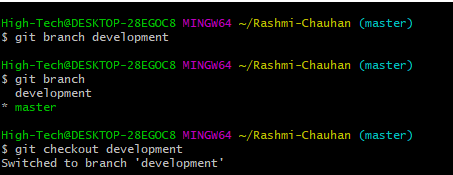 High-Tech@DESKTOP-28EGOC8 MINGW64 ~/Rashmi-Chauhan (master)
$ git branch development
High-Tech@DESKTOP-28EGOC8 MINGW64 ~/Rashmi-Chauhan (master)
$ git branch
  development
* master
High-Tech@DESKTOP-28EGOC8 MINGW64 ~/Rashmi-Chauhan (master)
$ git checkout development
Switched to branch 'development'